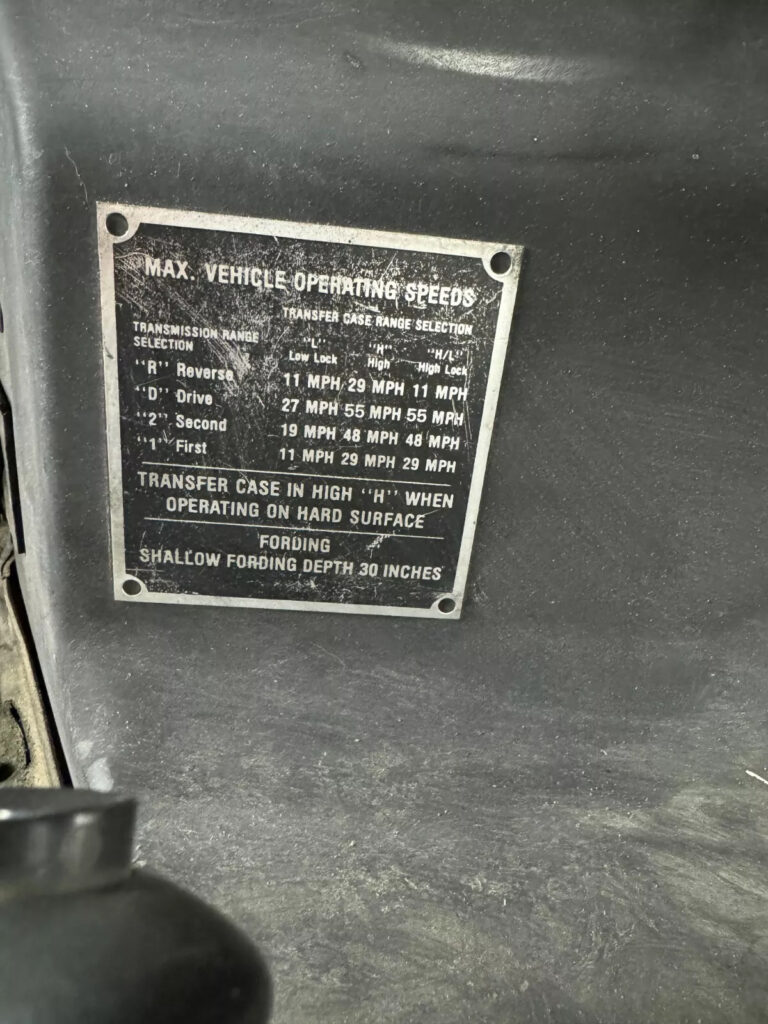 MAX. VEHICLE OPERATING SPEEDS
TRANSFER CASE RANGE SELECTION
TRANSMISSION RANGE SELECTION
"L" Low Lock "H" High "H/L" High Lock
"R" Reverse 11 MPH 29 MPH 11 MPH
"D" Drive 27 MPH 55 MPH 55 MPH
"2" Second 19 MPH 48 MPH 48 MPH
"1" First 11 MPH 29 MPH 29 MPH
TRANSFER CASE IN HIGH "H" WHEN
OPERATING ON HARD SURFACE
FORDING
SHALLOW FORDING DEPTH 30 INCHES